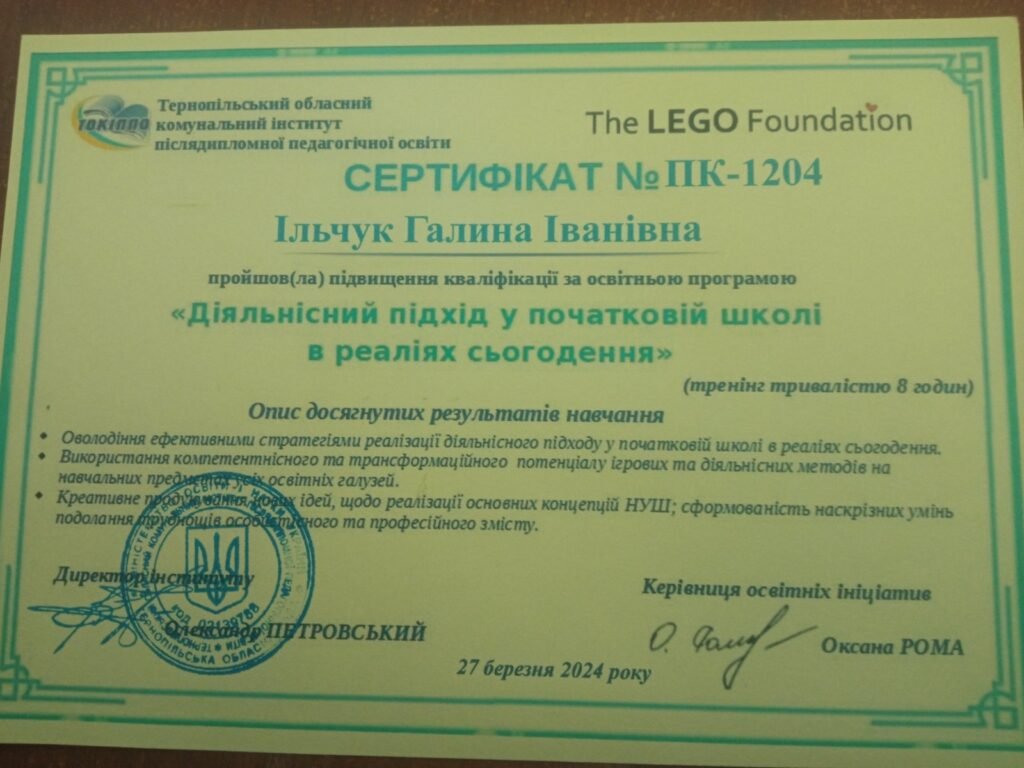 ТОКІППО
Тернопільський обласний
комунальний інститут
післядипломної педагогічної освіти
The LEGO Foundation
СЕРТИФІКАТ №ПК-1204
Ільчук Галина Іванівна
пройшов(ла) підвищення кваліфікації за освітньою програмою
«Діяльнісний підхід у початковій школі
в реаліях сьогодення»
(тренінг тривалістю 8 годин)
Опис досягнутих результатів навчання
• Оволодіння ефективними стратегіями реалізації діяльнісного підходу у початковій школі в реаліях сьогодення.
• Використання компетентнісного та трансформаційного потенціалу ігрових та діяльнісних методів на
навчальних предметах усіх освітніх галузей.
• Креативне продукування нових ідей, щодо реалізації основних концепцій НУШ; сформованість наскрізних умінь
подолання труднощів особистісного та професійного змісту.
Директор інституту
Олександр ПЕТРОВСЬКИЙ
Керівниця освітніх ініціатив
Оксана РОМА
27 березня 2024 року